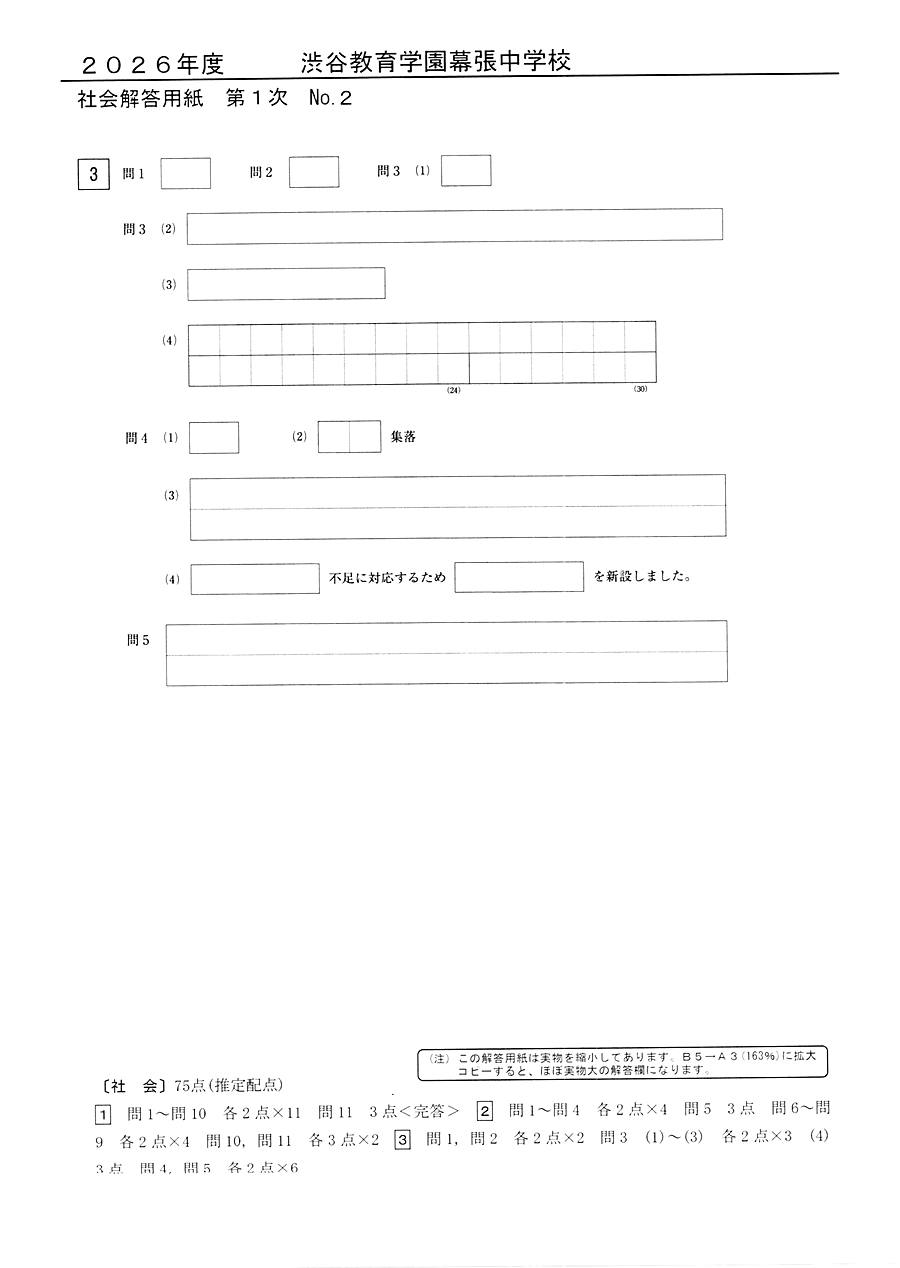 ２０２６年度　渋谷教育学園幕張中学校
社会解答用紙　第１次　No.２
3　問1　問2　問3　(1)
問3　(2)
(3)
(4)
(24)　(30)
問4　(1)　(2)　集落
(3)
(4)　不足に対応するため　を新設しました。
問5
(注)　この解答用紙は実物を縮小してあります。Ｂ５→Ａ３(163%)に拡大
コピーすると、ほぼ実物大の解答欄になります。
〔社　会〕75点(推定配点)
1　問1～問10　各2点×11　問11　3点<完答>　2　問1～問4　各2点×4　問5　3点　問6～問
9　各2点×4　問10,問11　各3点×2　3　問1,問2　各2点×2　問3　(1)～(3)　各2点×3　(4)
3点　問4,問5　各2点×6